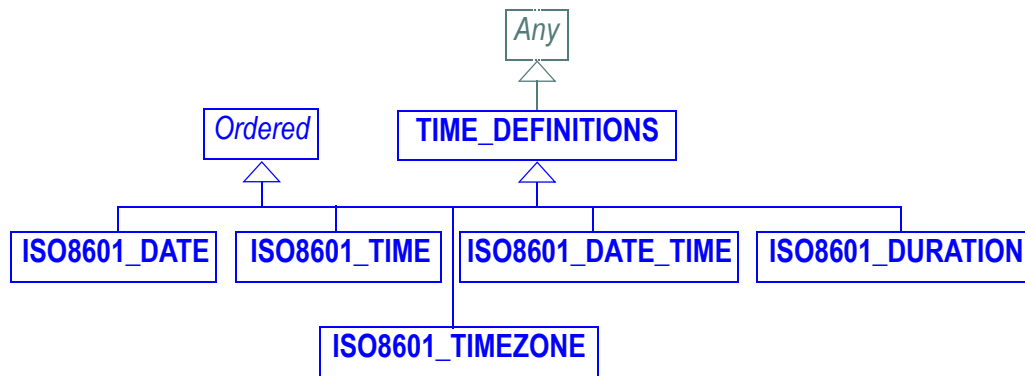 Any
Ordered
TIME_DEFINITIONS
ISO8601_DATE
ISO8601_TIME
ISO8601_DATE_TIME
ISO8601_DURATION
ISO8601_TIMEZONE